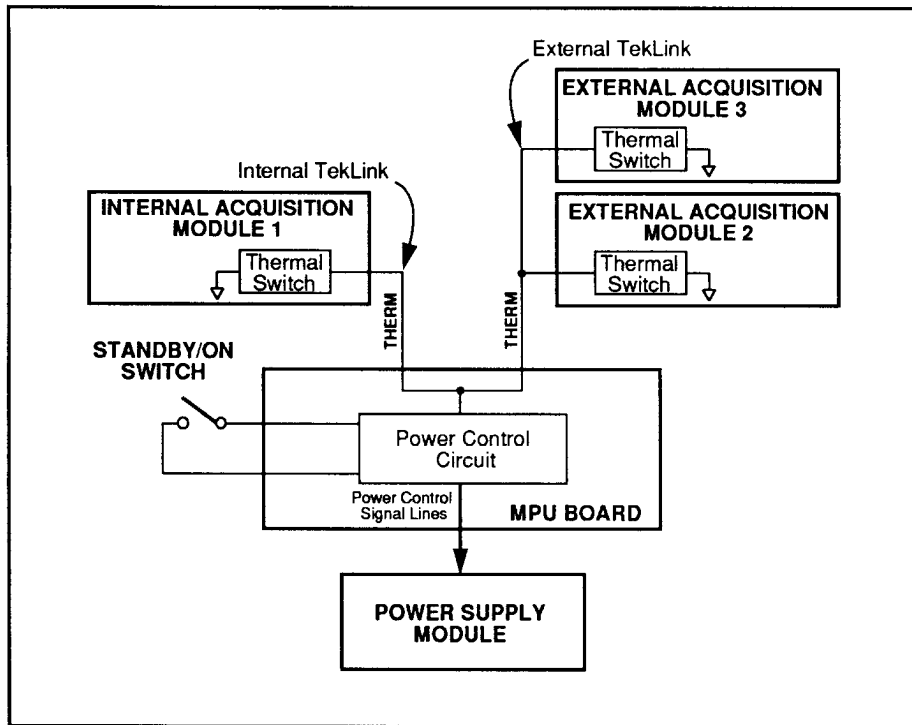 External TekLink
EXTERNAL ACQUISITION
MODULE 3
Thermal
Switch
Internal TekLink
INTERNAL ACQUISITION
MODULE 1
Thermal
Switch
EXTERNAL ACQUISITION
MODULE 2
Thermal
Switch
THERM
THERM
STANDBY/ON
SWITCH
Power Control
Circuit
Power Control
Signal Lines
MPU BOARD
POWER SUPPLY
MODULE